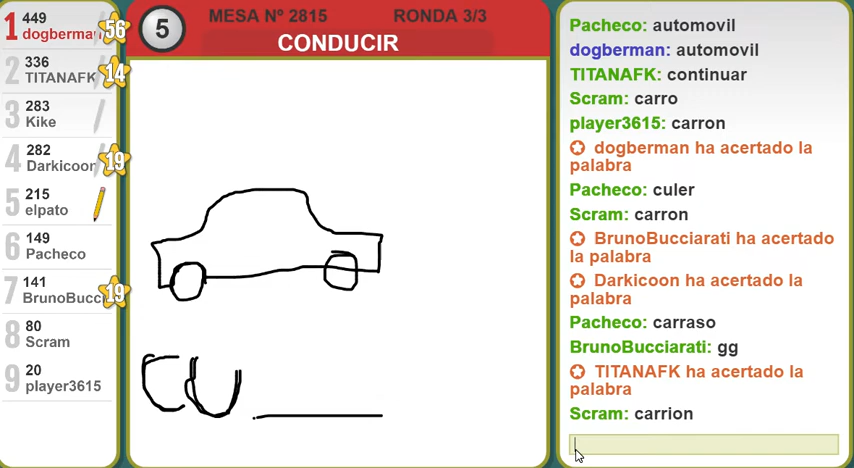 1 449
dogberman 56
2 336
TITANAFK 14
3 283
Kike
4 282
Darkicoon 19
5 215
elpato
6 149
Pacheco
7 141
BrunoBucc 19
8 80
Scram
9 20
player3615
5
MESA Nº 2815 RONDA 3/3
CONDUCIR
CU
Pacheco: automovil
dogberman: automovil
TITANAFK: continuar
Scram: carro
player3615: carron
dogberman ha acertado la
palabra
Pacheco: culer
Scram: carron
BrunoBucciarati ha acertado
la palabra
Darkicoon ha acertado la
palabra
Pacheco: carraso
BrunoBucciarati: gg
TITANAFK ha acertado la
palabra
Scram: carrion